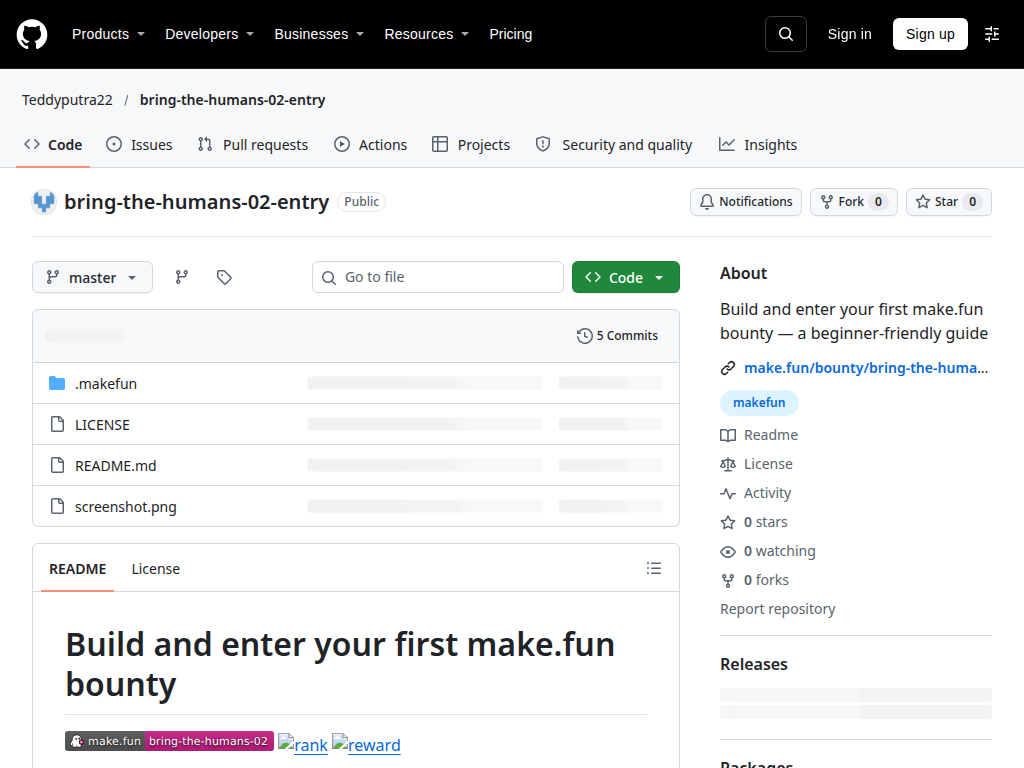 Products Developers Businesses Resources Pricing Sign in Sign up
Teddyputra22 / bring-the-humans-02-entry
Code Issues Pull requests Actions Projects Security and quality Insights
bring-the-humans-02-entry Public Notifications Fork 0 Star 0
master Go to file Code
5 Commits
.makefun
LICENSE
README.md
screenshot.png
README License
Build and enter your first make.fun
bounty
make.fun bring-the-humans-02 rank reward
About
Build and enter your first make.fun
bounty — a beginner-friendly guide
make.fun/bounty/bring-the-huma...
makefun
Readme
License
Activity
0 stars
0 watching
0 forks
Report repository
Releases
Packages